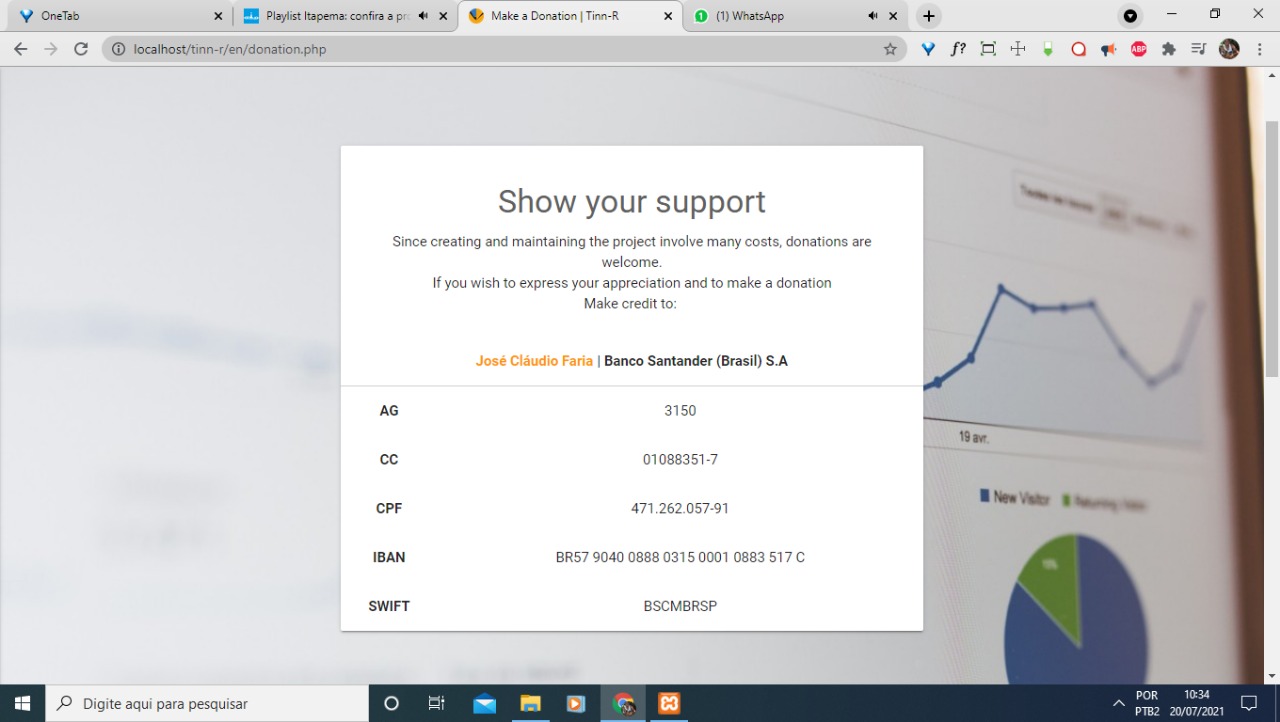 OneTab
Playlist Itapema: confira a pro
Make a Donation | Tinn-R
(1) WhatsApp
localhost/tinn-r/en/donation.php
f?
ABP
Show your support
Since creating and maintaining the project involve many costs, donations are
welcome.
If you wish to express your appreciation and to make a donation
Make credit to:
José Cláudio Faria | Banco Santander (Brasil) S.A
AG 3150
CC 01088351-7
CPF 471.262.057-91
IBAN BR57 9040 0888 0315 0001 0883 517 C
SWIFT BSCMBRSP
19 avr.
New Visitor
Digite aqui para pesquisar
POR
PTB2
10:34
20/07/2021